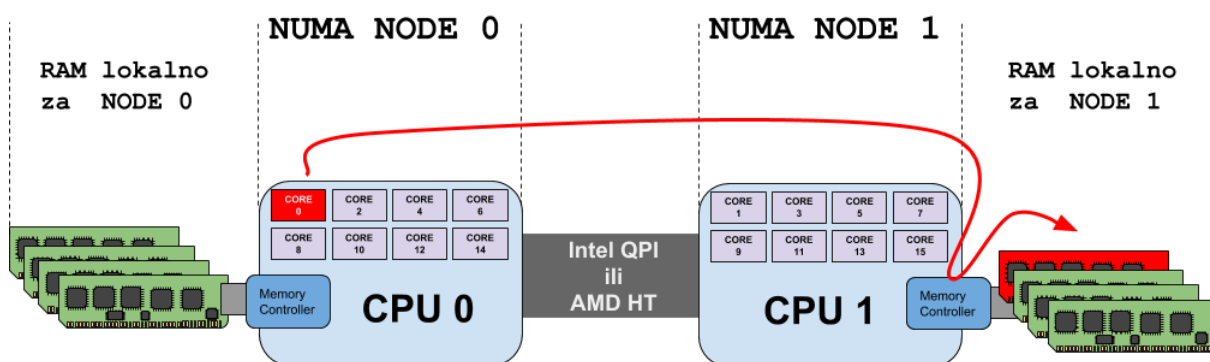 NUMA NODE 0
NUMA NODE 1
RAM lokalno
za NODE 0
RAM lokalno
za NODE 1
CORE
0
CORE
2
CORE
4
CORE
6
CORE
8
CORE
10
CORE
12
CORE
14
Memory
Controller
CPU 0
Intel QPI
ili
AMD HT
CORE
1
CORE
3
CORE
5
CORE
7
CORE
9
CORE
11
CORE
13
CORE
15
CPU 1
Memory
Controller